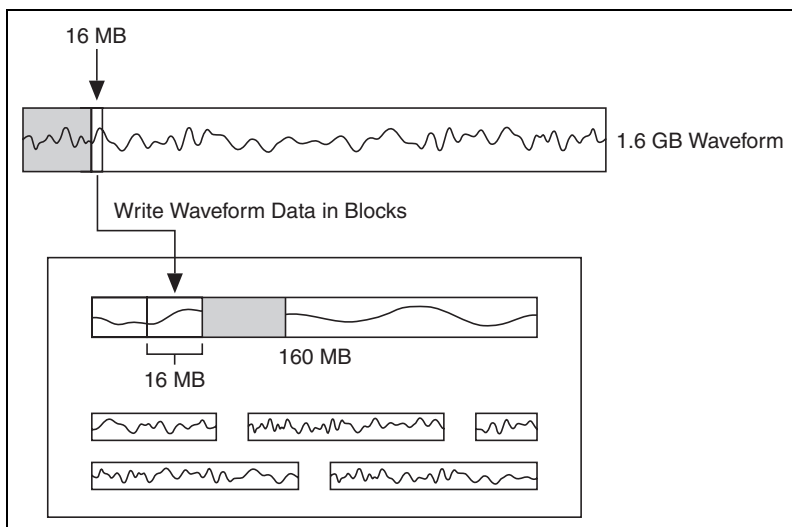 16 MB
1.6 GB Waveform
Write Waveform Data in Blocks
160 MB
16 MB